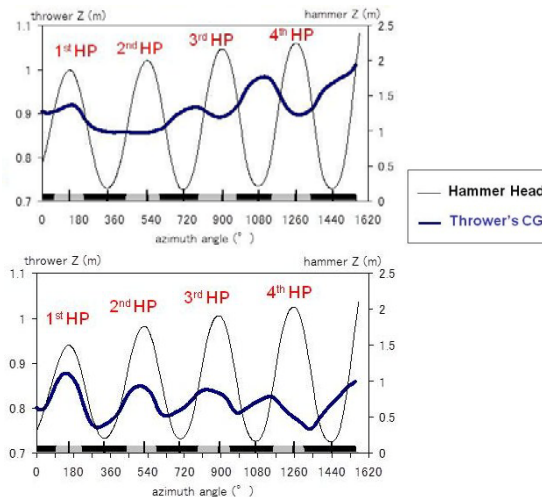 thrower Z (m) hammer Z (m)
1.1 2.5
1st HP 2nd HP 3rd HP 4th HP
1 2
1.5
0.9
1
0.8
0.5
0.7 0
0 180 360 540 720 900 1080 1260 1440 1620
azimuth angle (°)
Hammer Head
Thrower's CG
thrower Z (m) hammer Z (m)
1.1 2.5
1st HP 2nd HP 3rd HP 4th HP
1 2
1.5
0.9
1
0.8
0.5
0.7 0
0 180 360 540 720 900 1080 1260 1440 1620
azimuth angle (°)